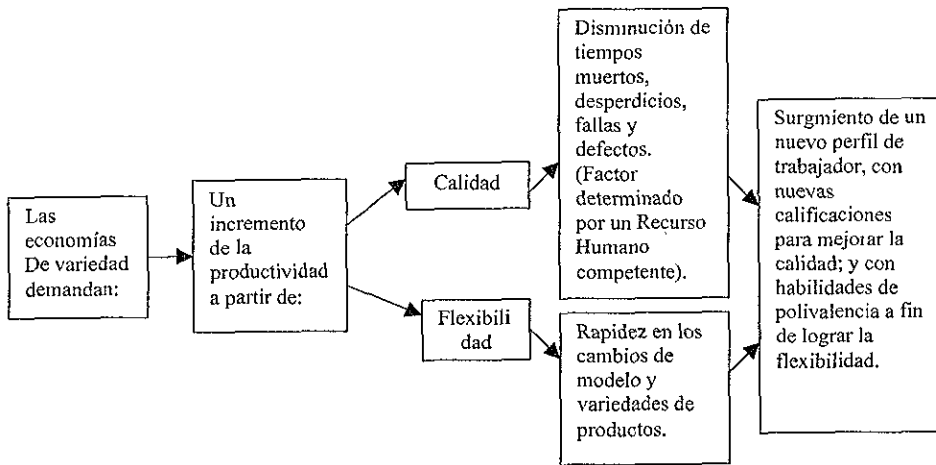 Las
economías
De variedad
demandan:
Un
incremento
de la
productividad
a partir de:
Calidad
Flexibili
dad
Disminución de
tiempos
muertos,
desperdicios,
fallas y
defectos.
(Factor
determinado
por un Recurso
Humano
competente).
Rapidez en los
cambios de
modelo y
variedades de
productos.
Surgmiento de un
nuevo perfil de
trabajador, con
nuevas
calificaciones
para mejorar la
calidad; y con
habilidades de
polivalencia a fin
de lograr la
flexibilidad.